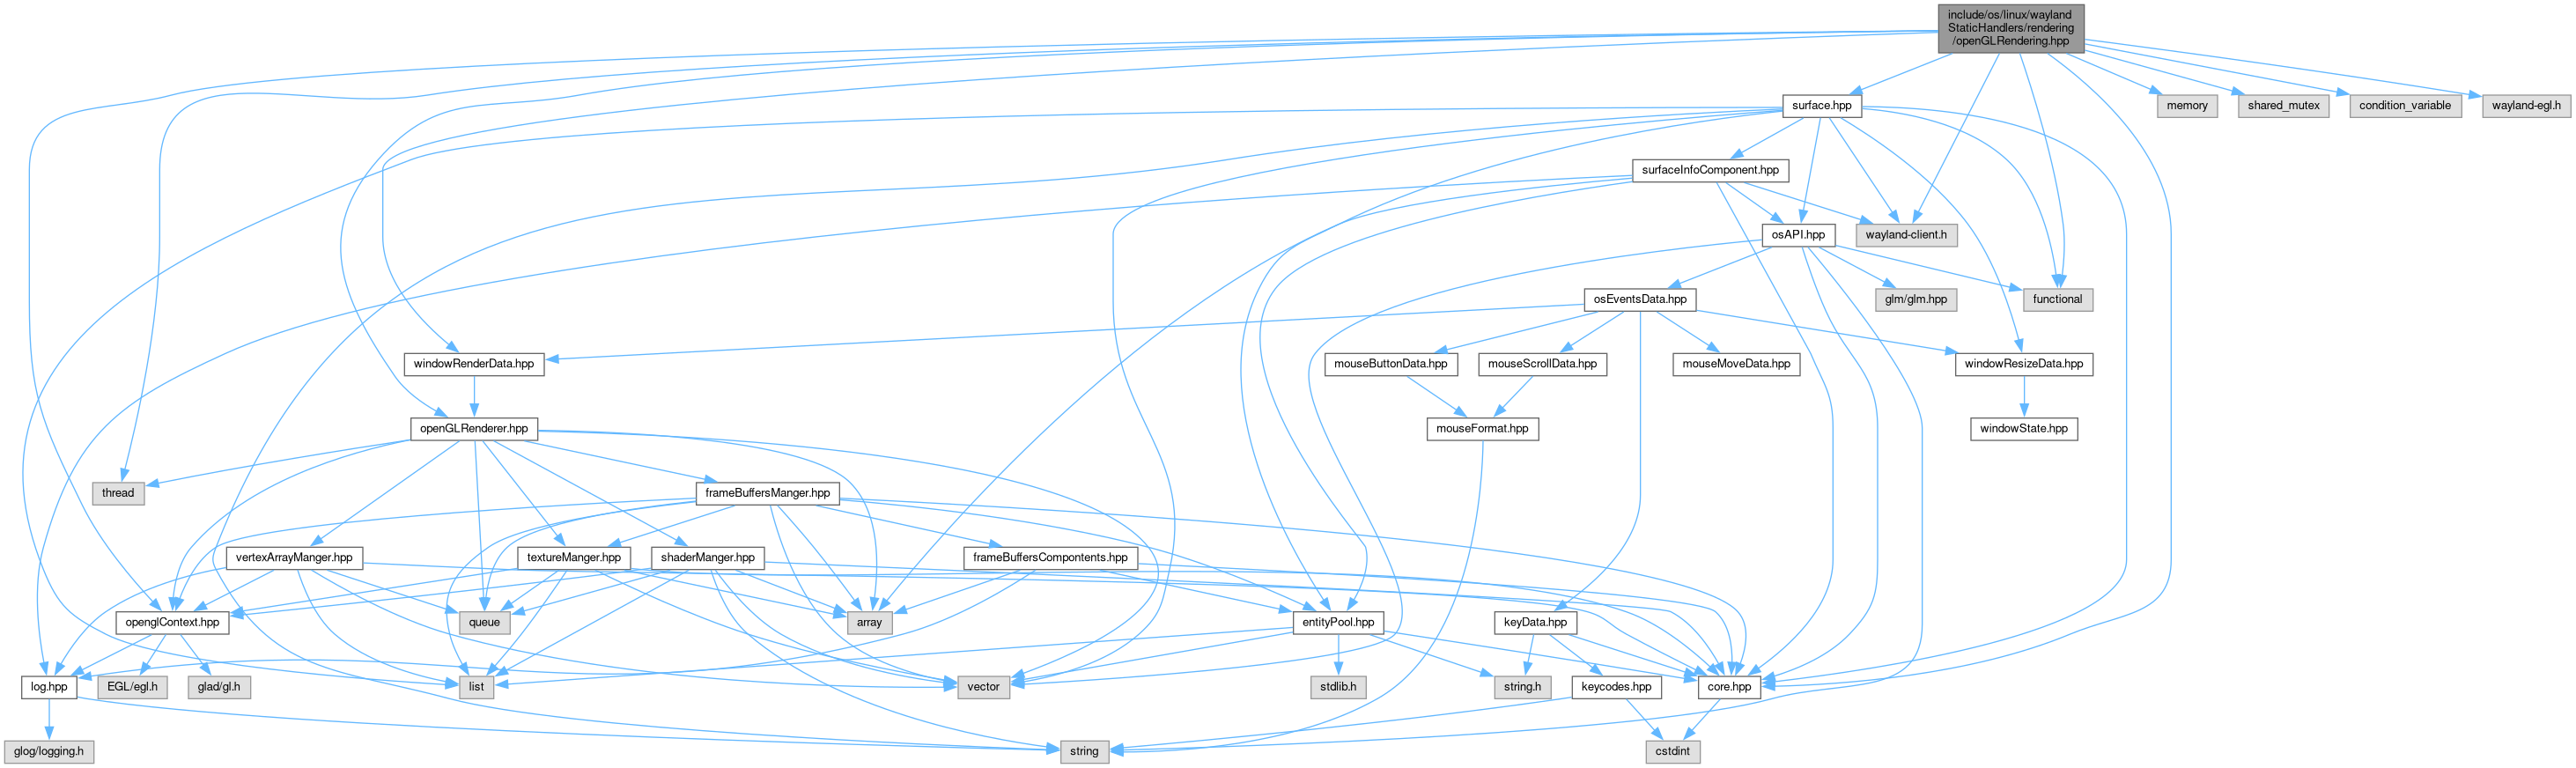 include/os/linux/wayland
StaticHandlers/rendering
/openGLRendering.hpp
surface.hpp
memory
shared_mutex
condition_variable
wayland-egl.h
surfaceInfoComponent.hpp
osAPI.hpp
wayland-client.h
osEventsData.hpp
glm/glm.hpp
functional
windowRenderData.hpp
mouseButtonData.hpp
mouseScrollData.hpp
mouseMoveData.hpp
windowResizeData.hpp
openGLRenderer.hpp
mouseFormat.hpp
windowState.hpp
thread
frameBuffersManger.hpp
vertexArrayManger.hpp
textureManger.hpp
shaderManger.hpp
frameBuffersCompontents.hpp
openglContext.hpp
queue
array
entityPool.hpp
keyData.hpp
log.hpp
EGL/egl.h
glad/gl.h
list
vector
stdlib.h
string.h
keycodes.hpp
core.hpp
glog/logging.h
string
cstdint